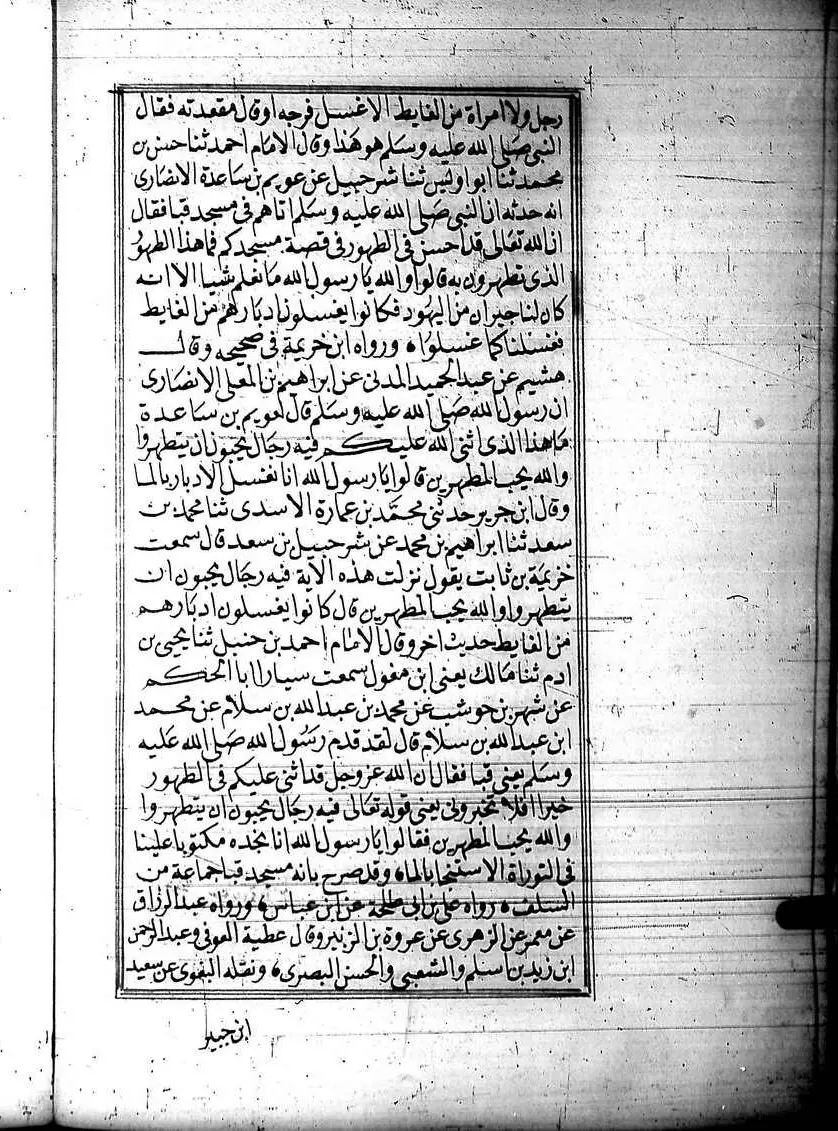 رجل ولا امراة من الغايط الا غسل فرجه او قال مقعدته فقال
النبي صلى الله عليه وسلم هو هذا وقال الامام احمد ثنا حسن بن
محمد ثنا ابو اويس ثنا شرحبيل عن عويم بن ساعدة الانصارى
انه حدثه ان النبي صلى الله عليه وسلم اتاهم في مسجد قبا فقال
ان الله تعالى قد احسن في الطهور في قصة مسجدكم فما هذا الطهور
الذى تطهرون به قالوا والله يا رسول الله ما نعلم شيا الا انه
كان لنا جيران من اليهود فكانوا يغسلون ادبارهم من الغايط
فغسلنا كما غسلوا ه ورواه ابن خزيمة في صحيحه وقال
هشيم عن عبد الحميد المدني عن ابراهيم بن المعلى الانصارى
ان رسول الله صلى الله عليه وسلم قال لعويم بن ساعدة
ما هذا الذى اثنى الله عليكم فيه رجال يحبون ان يتطهروا
والله يحب المطهرين قالوا يا رسول الله انا نغسل الادبار بالما
وقال ابن جرير حدثني محمد بن عمارة الاسدى ثنا محمد بن
سعد ثنا ابراهيم بن محمد عن شرحبيل بن سعد قال سمعت
خزيمة بن ثابت يقول نزلت هذه الاية فيه رجال يحبون ان
يتطهروا والله يحب المطهرين قال كانوا يغسلون ادبارهم
من الغايط حديث اخر وقال الامام احمد بن حنبل ثنا يحيى بن
ادم ثنا مالك يعني ابن مغول سمعت سيارا ابا الحكم
عن شهر بن حوشب عن محمد بن عبد الله بن سلام عن محمد
ابن عبد الله بن سلام قال لقد قدم رسول الله صلى الله عليه
وسلم يعني قبا فقال ان الله عز وجل قد اثنى عليكم في الطهور
خيرا افلا تخبروني يعني قوله تعالى فيه رجال يحبون ان يتطهروا
والله يحب المطهرين فقالوا يا رسول الله انا نجده مكتوبا علينا
في التوراة الاستنجا بالماه وقد صرح بانه مسجد قبا جماعة من
السلف ه رواه علي بن ابي طلحة عن ابن عباس ه ورواه عبد الرزاق
عن معمر عن الزهرى عن عروة بن الزبير وقال عطية العوفي وعبد الرحمن
ابن زيد بن اسلم والشعبي والحسن البصرى ه ونقله البغوى عن سعيد
ابن جبير